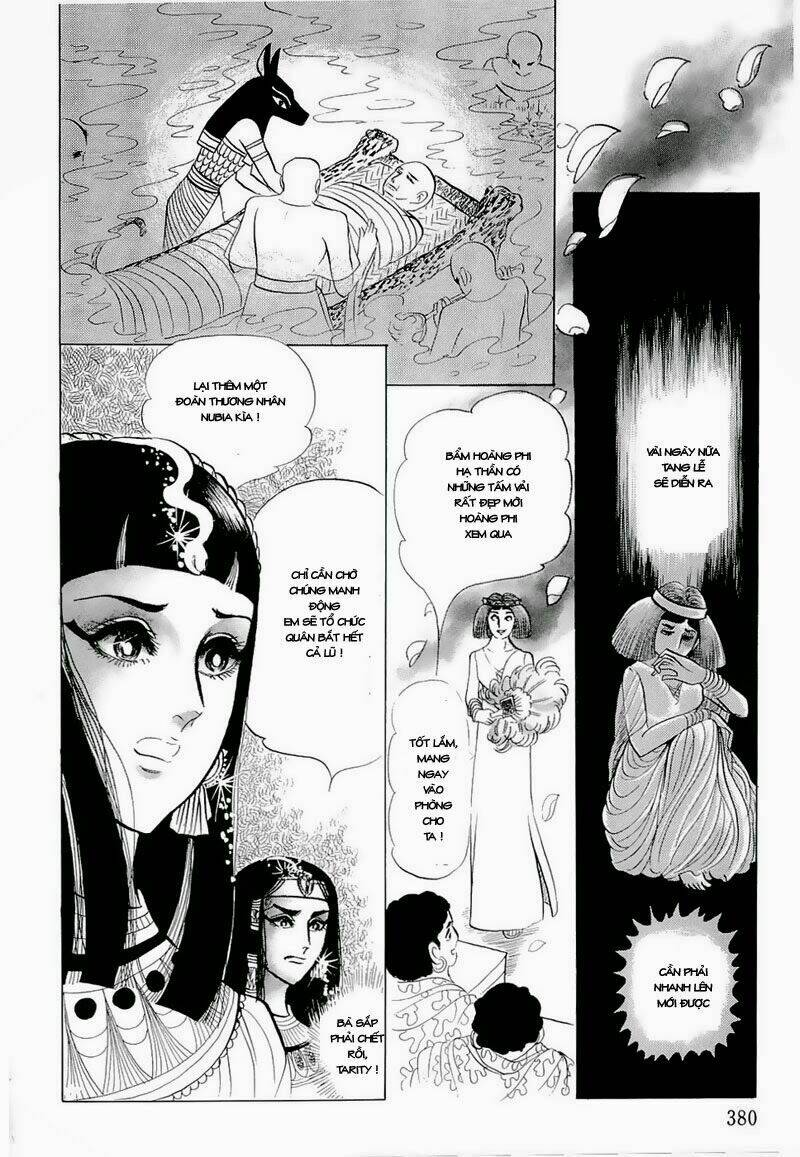 VÀI NGÀY NỮA
TANG LỄ
SẼ DIỄN RA
CẦN PHẢI
NHANH LÊN
MỚI ĐƯỢC
BẨM HOÀNG PHI
HẠ THẦN CÓ
NHỮNG TẤM VẢI
RẤT ĐẸP MỜI
HOÀNG PHI
XEM QUA
TỐT LẮM,
MANG
NGAY
VÀO
PHÒNG
CHO
TA !
LẠI THÊM MỘT
ĐOÀN THƯƠNG NHÂN
NUBIA KÌA !
CHỈ CẦN CHỜ
CHÚNG MANH
ĐỘNG
EM SẼ TỔ CHỨC
QUÂN BẮT HẾT
CẢ LŨ !
BÀ SẮP
PHẢI CHẾT
RỒI,
TARITY !
380